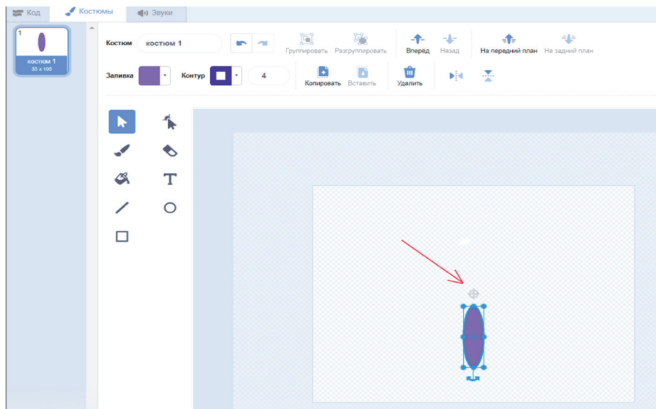 Код Костюмы Звуки
1
костюм 1
33 x 100
Костюм костюм 1 Группировать Разгруппировать Вперёд Назад На передний план На задний план
Заливка Контур 4 Копировать Вставить Удалить
T